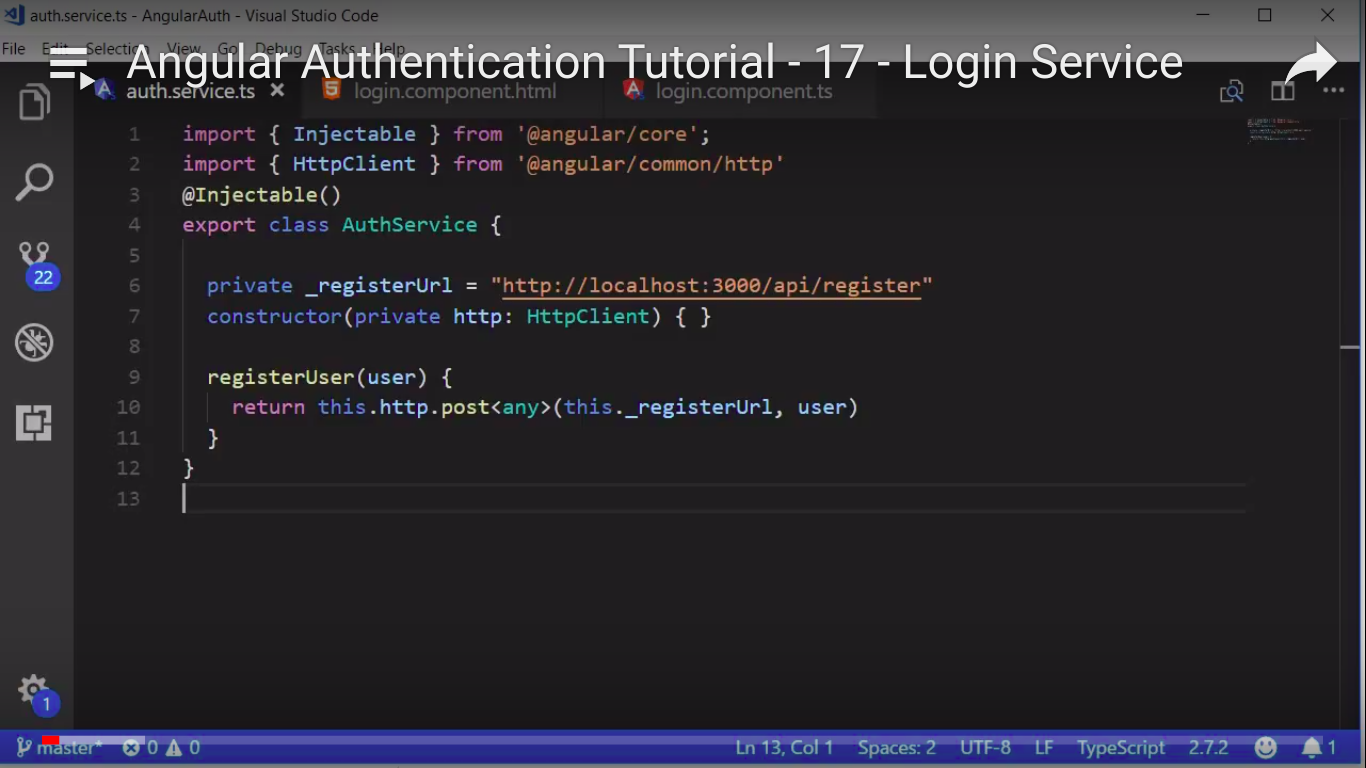 auth.service.ts - AngularAuth - Visual Studio Code
File Edit Selection View Go Debug Tasks Help
Angular Authentication Tutorial - 17 - Login Service
auth.service.ts login.component.html login.component.ts
1 import { Injectable } from '@angular/core';
2 import { HttpClient } from '@angular/common/http'
3 @Injectable()
4 export class AuthService {
5
6 private _registerUrl = "http://localhost:3000/api/register"
7 constructor(private http: HttpClient) { }
8
9 registerUser(user) {
10 return this.http.post<any>(this._registerUrl, user)
11 }
12 }
13
22
1
master* 0 0 Ln 13, Col 1 Spaces: 2 UTF-8 LF TypeScript 2.7.2 1